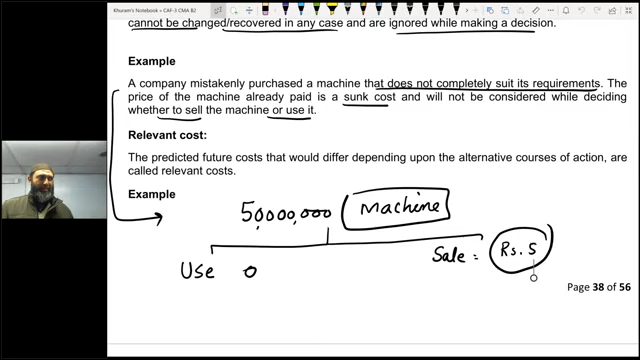 Khuram's Notebook » CAF-3 CMA B2
cannot be changed/recovered in any case and are ignored while making a decision.
Example
A company mistakenly purchased a machine that does not completely suit its requirements. The
price of the machine already paid is a sunk cost and will not be considered while deciding
whether to sell the machine or use it.
Relevant cost:
The predicted future costs that would differ depending upon the alternative courses of action, are
called relevant costs.
Example
50,000,000 Machine
Use 0 Sale = Rs. 5
Page 38 of 56